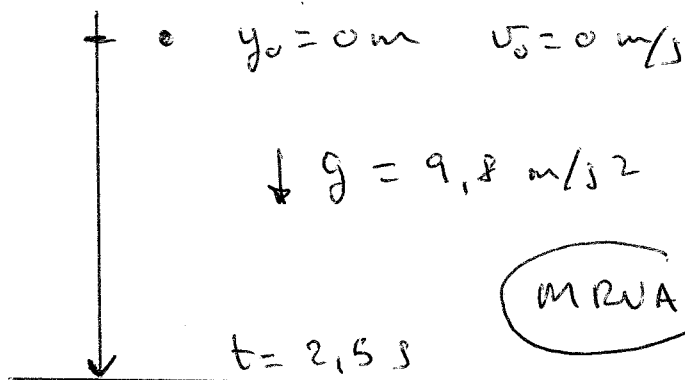 y₀ = 0 m v₀ = 0 m/s
↓ g = 9,8 m/s2
MRUA
t = 2,5 s